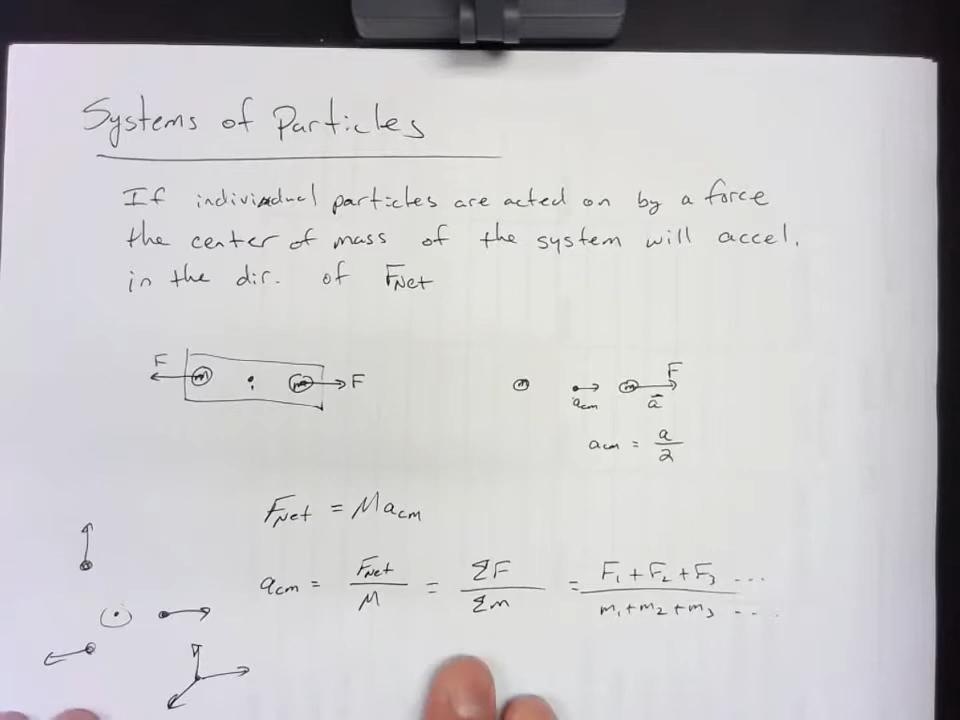 Systems of Particles
If individual particles are acted on by a force
the center of mass of the system will accel.
in the dir. of FNet
F m m F
m acm m F a
acm = a/2
FNet = Macm
acm = FNet/M = ΣF/Σm = F1 + F2 + F3 .../m1 + m2 + m3 ....